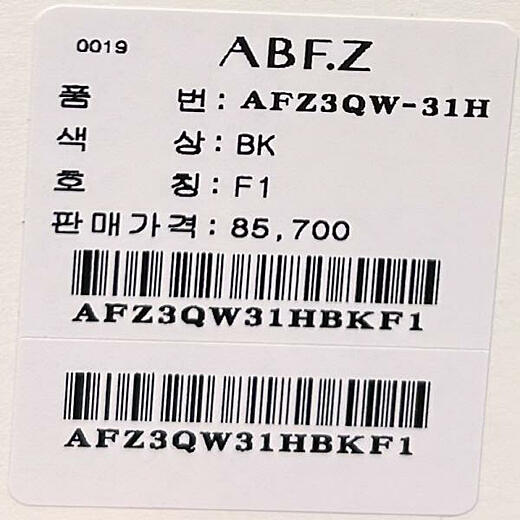 0019 ABF.Z
품 번 : AFZ3QW-31H
색 상 : BK
호 칭 : F1
판매가격 : 85,700
AFZ3QW31HBKF1
AFZ3QW31HBKF1